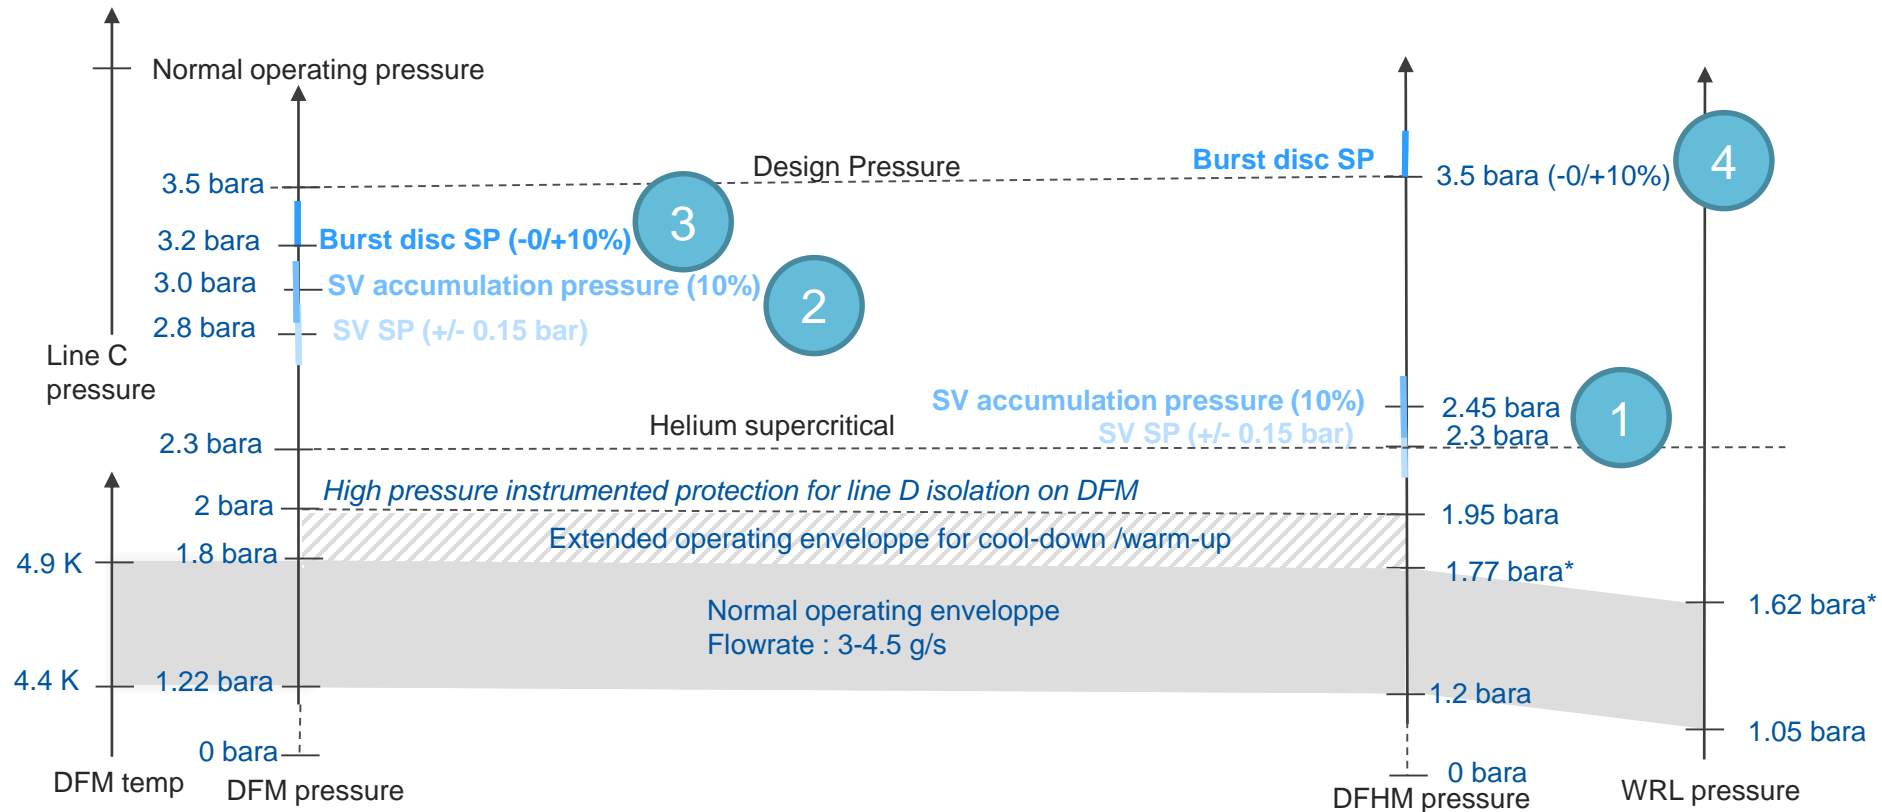 Normal operating pressure
Design Pressure
Burst disc SP
4
3.5 bara
3.5 bara (-0/+10%)
3
3.2 bara
Burst disc SP (-0/+10%)
3.0 bara
SV accumulation pressure (10%)
2
2.8 bara
SV SP (+/- 0.15 bar)
Line C
pressure
SV accumulation pressure (10%)
2.45 bara
1
Helium supercritical
SV SP (+/- 0.15 bar)
2.3 bara
2.3 bara
High pressure instrumented protection for line D isolation on DFM
2 bara
1.95 bara
Extended operating enveloppe for cool-down /warm-up
4.9 K
1.8 bara
1.77 bara*
Normal operating enveloppe
1.62 bara*
Flowrate : 3-4.5 g/s
4.4 K
1.22 bara
1.2 bara
1.05 bara
0 bara
0 bara
DFM temp
DFM pressure
DFHM pressure
WRL pressure